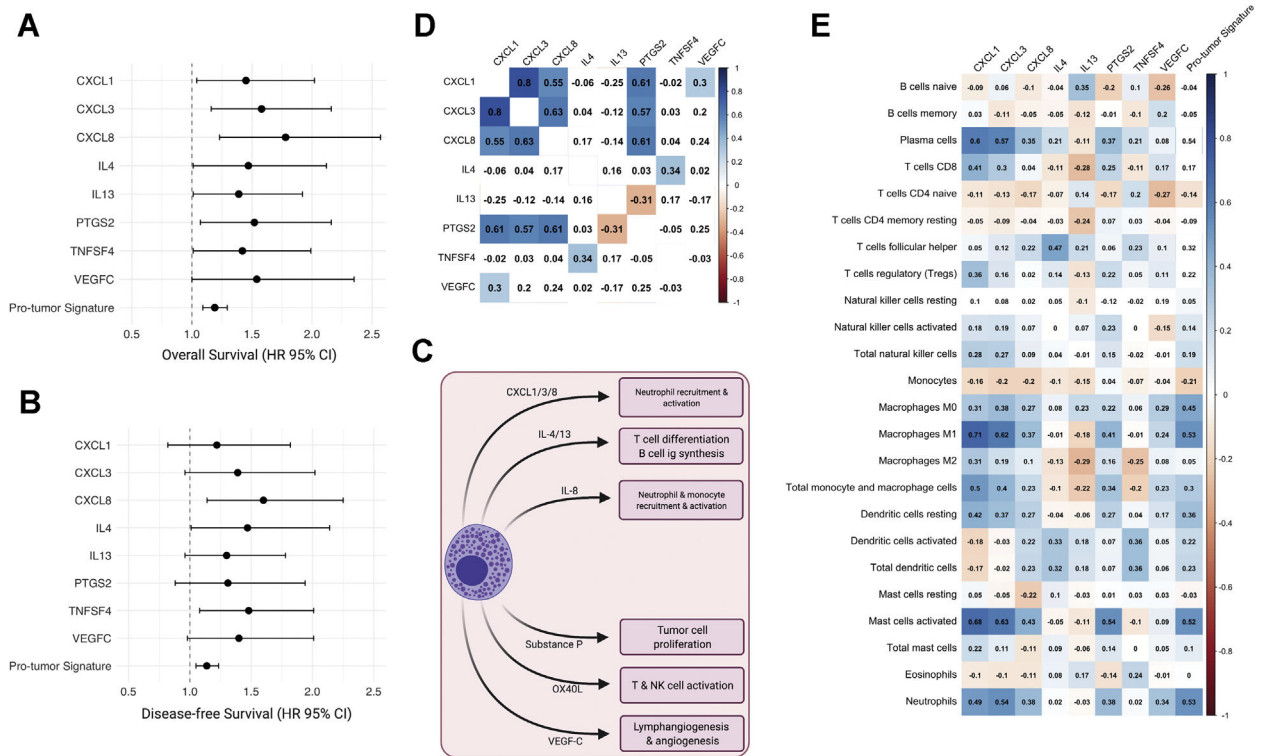 A
CXCL1
CXCL3
CXCL8
IL4
IL13
PTGS2
TNFSF4
VEGFC
Pro-tumor Signature
0.5 1.0 1.5 2.0 2.5
Overall Survival (HR 95% CI)
B
CXCL1
CXCL3
CXCL8
IL4
IL13
PTGS2
TNFSF4
VEGFC
Pro-tumor Signature
0.5 1.0 1.5 2.0 2.5
Disease-free Survival (HR 95% CI)
D
CXCL1 CXCL3 CXCL8 IL4 IL13 PTGS2 TNFSF4 VEGFC
CXCL1 0.8 0.55 -0.06 -0.25 0.61 -0.02 0.3
CXCL3 0.8 0.63 0.04 -0.12 0.57 0.03 0.2
CXCL8 0.55 0.63 0.17 -0.14 0.61 0.04 0.24
IL4 -0.06 0.04 0.17 0.16 0.03 0.34 0.02
IL13 -0.25 -0.12 -0.14 0.16 -0.31 0.17 -0.17
PTGS2 0.61 0.57 0.61 0.03 -0.31 -0.05 0.25
TNFSF4 -0.02 0.03 0.04 0.34 0.17 -0.05 -0.03
VEGFC 0.3 0.2 0.24 0.02 -0.17 0.25 -0.03
1
0.8
0.6
0.4
0.2
0
-0.2
-0.4
-0.6
-0.8
-1
C
CXCL1/3/8
Neutrophil recruitment &
activation
IL-4/13
T cell differentiation
B cell ig synthesis
IL-8
Neutrophil & monocyte
recruitment & activation
Substance P
Tumor cell
proliferation
OX40L
T & NK cell activation
VEGF-C
Lymphangiogenesis
& angiogenesis
E
CXCL1 CXCL3 CXCL8 IL4 IL13 PTGS2 TNFSF4 VEGFC Pro-tumor Signature
B cells naive -0.09 0.06 -0.1 -0.04 0.35 -0.2 0.1 -0.26 -0.04
B cells memory 0.03 -0.11 -0.05 -0.05 -0.12 -0.01 -0.1 0.2 -0.05
Plasma cells 0.6 0.57 0.35 0.21 -0.11 0.37 0.21 0.08 0.54
T cells CD8 0.41 0.3 0.04 -0.11 -0.28 0.25 -0.11 0.17 0.17
T cells CD4 naive -0.11 -0.13 -0.17 -0.07 0.14 -0.17 0.2 -0.27 -0.14
T cells CD4 memory resting -0.05 -0.09 -0.04 -0.03 -0.24 0.07 0.03 -0.04 -0.09
T cells follicular helper 0.05 0.12 0.22 0.47 0.21 0.06 0.23 0.1 0.32
T cells regulatory (Tregs) 0.36 0.16 0.02 0.14 -0.13 0.22 0.05 0.11 0.22
Natural killer cells resting 0.1 0.08 0.02 0.05 -0.1 -0.12 -0.02 0.19 0.05
Natural killer cells activated 0.18 0.19 0.07 0 0.07 0.23 0 -0.15 0.14
Total natural killer cells 0.28 0.27 0.09 0.04 -0.01 0.15 -0.02 -0.01 0.19
Monocytes -0.16 -0.2 -0.2 -0.1 -0.15 0.04 -0.07 -0.04 -0.21
Macrophages M0 0.31 0.38 0.27 0.08 0.23 0.22 0.06 0.29 0.45
Macrophages M1 0.71 0.62 0.37 -0.01 -0.18 0.41 -0.01 0.24 0.53
Macrophages M2 0.31 0.19 0.1 -0.13 -0.29 0.16 -0.25 0.08 0.05
Total monocyte and macrophage cells 0.5 0.4 0.23 -0.1 -0.22 0.34 -0.2 0.23 0.3
Dendritic cells resting 0.42 0.37 0.27 -0.04 -0.06 0.27 0.04 0.17 0.36
Dendritic cells activated -0.18 -0.03 0.22 0.33 0.18 0.07 0.36 0.05 0.22
Total dendritic cells -0.17 -0.02 0.23 0.32 0.18 0.07 0.36 0.06 0.23
Mast cells resting 0.05 -0.05 -0.22 0.1 -0.03 0.01 0.03 0.03 -0.03
Mast cells activated 0.68 0.63 0.43 -0.05 -0.11 0.54 -0.1 0.09 0.52
Total mast cells 0.22 0.11 -0.11 0.09 -0.06 0.14 0 0.05 0.1
Eosinophils -0.1 -0.1 -0.11 0.08 0.17 -0.14 0.24 -0.01 0
Neutrophils 0.49 0.54 0.38 0.02 -0.03 0.38 0.02 0.34 0.53
1
0.8
0.6
0.4
0.2
0
-0.2
-0.4
-0.6
-0.8
-1